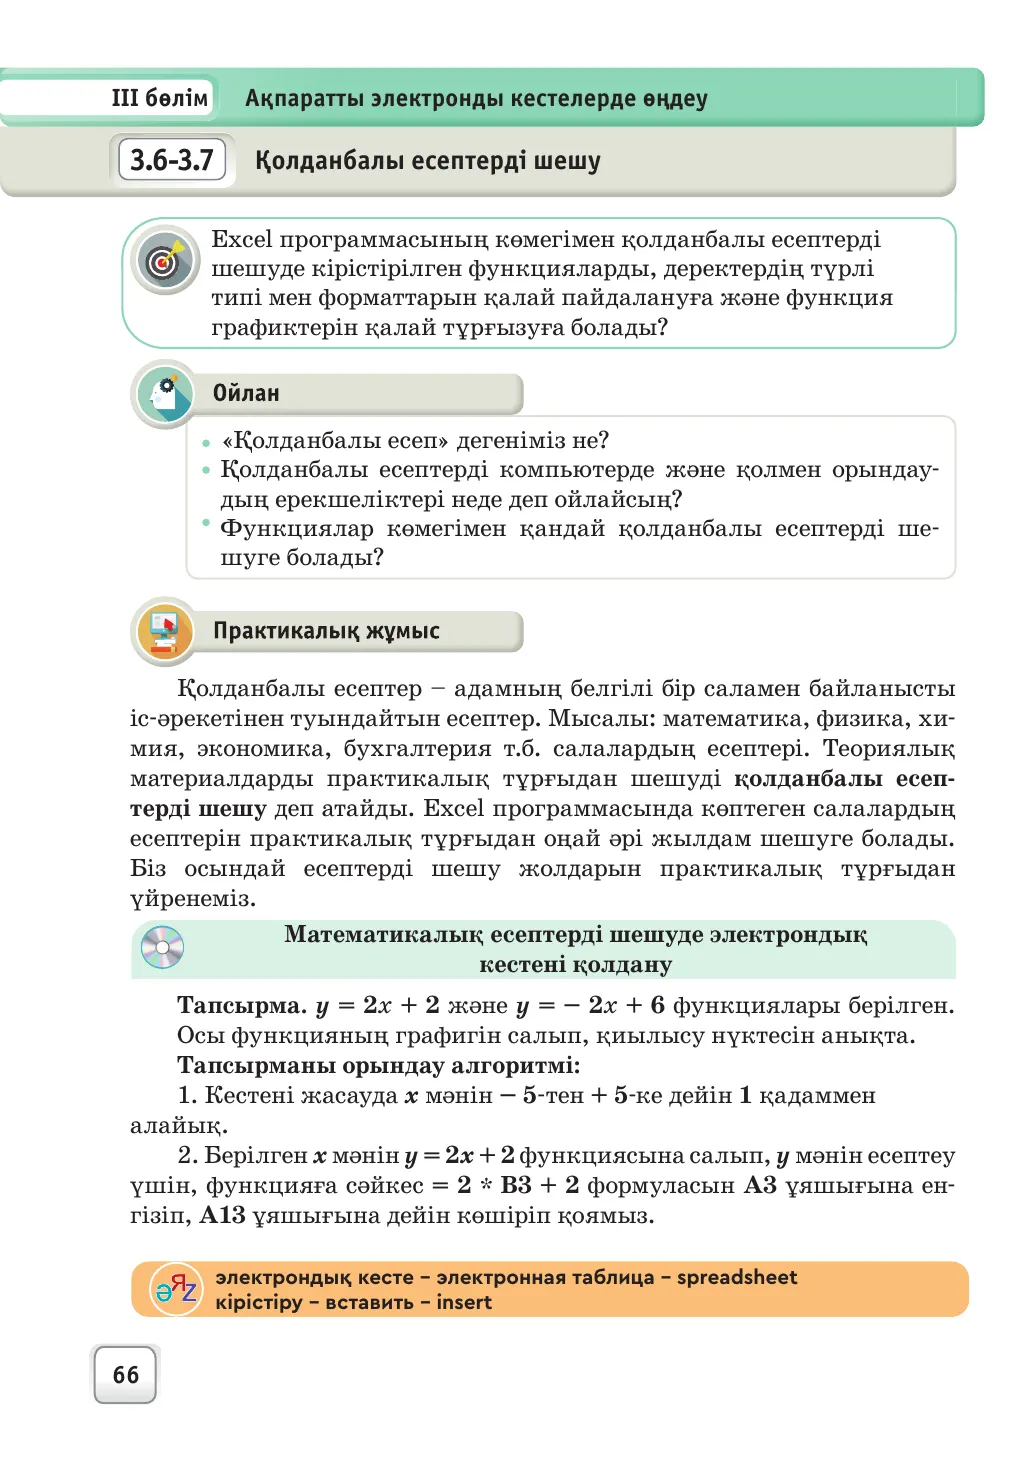 III бөлім
Ақпаратты электронды кестелерде өңдеу
3.6-3.7
Қолданбалы есептерді шешу
Excel программасының көмегімен қолданбалы есептерді
шешуде кірістірілген функцияларды, деректердің түрлі
типі мен форматтарын қалай пайдалануға және функция
графиктерін қалай тұрғызуға болады?
Ойлан
• «Қолданбалы есеп» дегеніміз не?
• Қолданбалы есептерді компьютерде және қолмен орындау-
дың ерекшеліктері неде деп ойлайсың?
• Функциялар көмегімен қандай қолданбалы есептерді ше-
шуге болады?
Практикалық жұмыс
Қолданбалы есептер – адамның белгілі бір саламен байланысты
іс-әрекетінен туындайтын есептер. Мысалы: математика, физика, хи-
мия, экономика, бухгалтерия т.б. салалардың есептері. Теориялық
материалдарды практикалық тұрғыдан шешуді қолданбалы есеп-
терді шешу деп атайды. Excel программасында көптеген салалардың
есептерін практикалық тұрғыдан оңай әрі жылдам шешуге болады.
Біз осындай есептерді шешу жолдарын практикалық тұрғыдан
үйренеміз.
Математикалық есептерді шешуде электрондық
кестені қолдану
Тапсырма. y = 2x + 2 және y = – 2x + 6 функциялары берілген.
Осы функцияның графигін салып, қиылысу нүктесін анықта.
Тапсырманы орындау алгоритмі:
1. Кестені жасауда x мәнін – 5-тен + 5-ке дейін 1 қадаммен
алайық.
2. Берілген x мәнін y = 2x + 2 функциясына салып, y мәнін есептеу
үшін, функцияға сәйкес = 2 * B3 + 2 формуласын A3 ұяшығына ен-
гізіп, A13 ұяшығына дейін көшіріп қоямыз.
әЯZ
электрондық кесте – электронная таблица – spreadsheet
кірістіру – вставить – insert
66